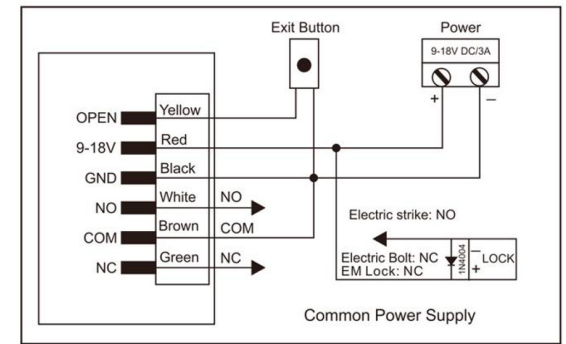 Exit Button
Power
9-18V DC/3A
+ –
OPEN Yellow
9-18V Red
GND Black
NO White NO
COM Brown COM
NC Green NC
Electric strike: NO
Electric Bolt: NC
EM Lock: NC
1N4004
– LOCK
+
Common Power Supply